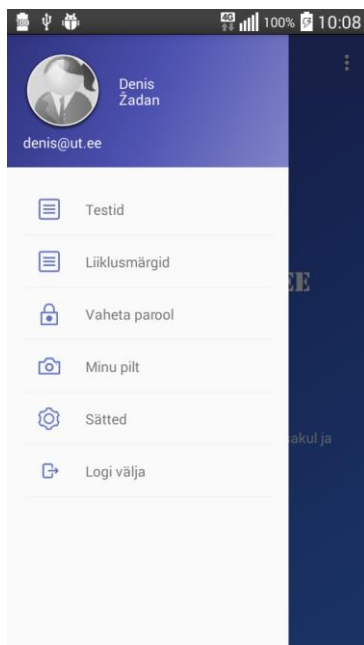 4G 100% 10:08
Denis
Žadan
denis@ut.ee
Testid
Liiklusmärgid
EE
Vaheta parool
Minu pilt
Sätted
akul ja
Logi välja